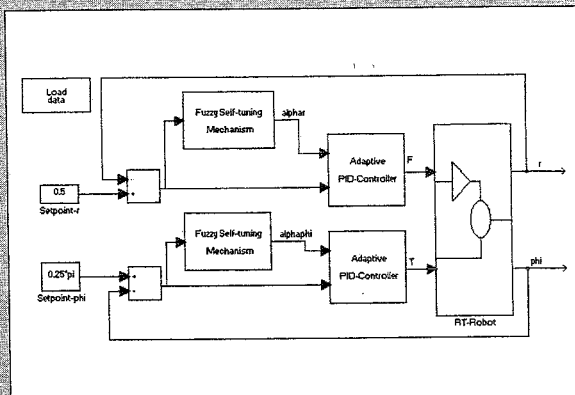 Load
data
Fuzzy Self-tuning
Mechanism
alphar
Adaptive
PID-Controller
F
r
0.5
Setpoint-r
Fuzzy Self-tuning
Mechanism
alphaphi
Adaptive
PID-Controller
T
phi
0.25*pi
Setpoint-phi
RT-Robot